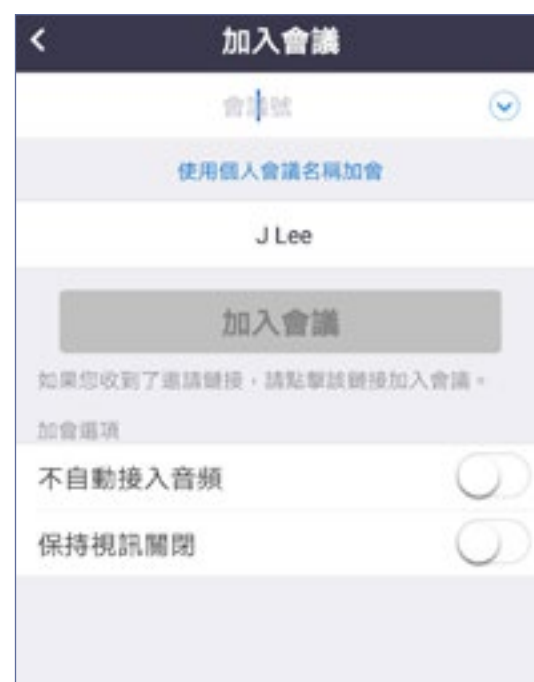 加入會議
會議號
使用個人會議名稱加會
J Lee
加入會議
如果您收到了邀請鏈接，請點擊該鏈接加入會議。
加會選項
不自動接入音頻
保持視訊關閉